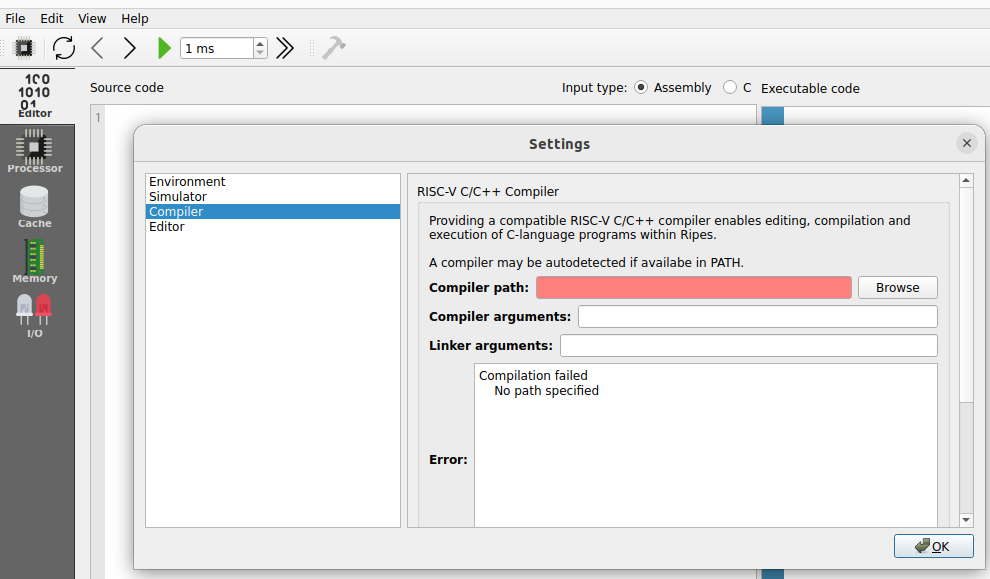 File Edit View Help
1 ms
Editor
Source code
Input type: Assembly C
Executable code
1
Processor
Cache
Memory
I/O
Settings
Environment
Simulator
Compiler
Editor
RISC-V C/C++ Compiler
Providing a compatible RISC-V C/C++ compiler enables editing, compilation and
execution of C-language programs within Ripes.
A compiler may be autodetected if availabe in PATH.
Compiler path:
Browse
Compiler arguments:
Linker arguments:
Error:
Compilation failed
No path specified
OK